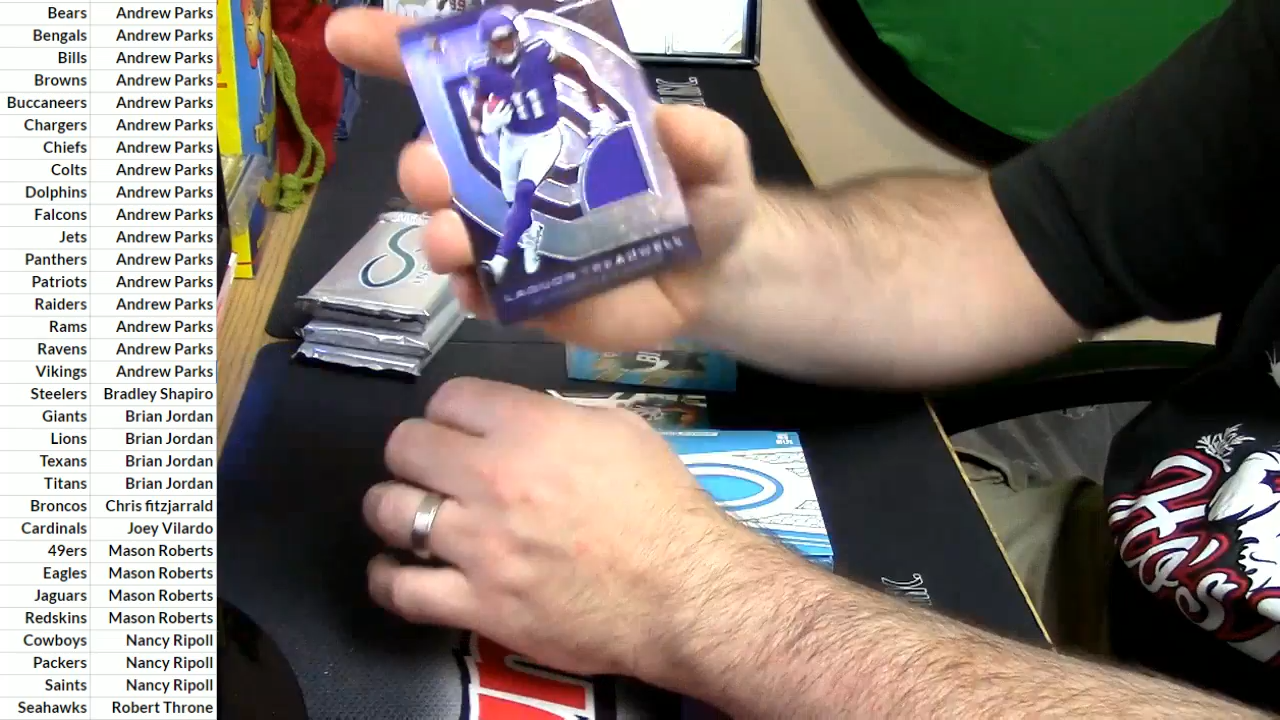 Bears Andrew Parks
Bengals Andrew Parks
Bills Andrew Parks
Browns Andrew Parks
Buccaneers Andrew Parks
Chargers Andrew Parks
Chiefs Andrew Parks
Colts Andrew Parks
Dolphins Andrew Parks
Falcons Andrew Parks
Jets Andrew Parks
Panthers Andrew Parks
Patriots Andrew Parks
Raiders Andrew Parks
Rams Andrew Parks
Ravens Andrew Parks
Vikings Andrew Parks
Steelers Bradley Shapiro
Giants Brian Jordan
Lions Brian Jordan
Texans Brian Jordan
Titans Brian Jordan
Broncos Chris fitzjarrald
Cardinals Joey Vilardo
49ers Mason Roberts
Eagles Mason Roberts
Jaguars Mason Roberts
Redskins Mason Roberts
Cowboys Nancy Ripoll
Packers Nancy Ripoll
Saints Nancy Ripoll
Seahawks Robert Throne
11
LAQUON TREADWELL